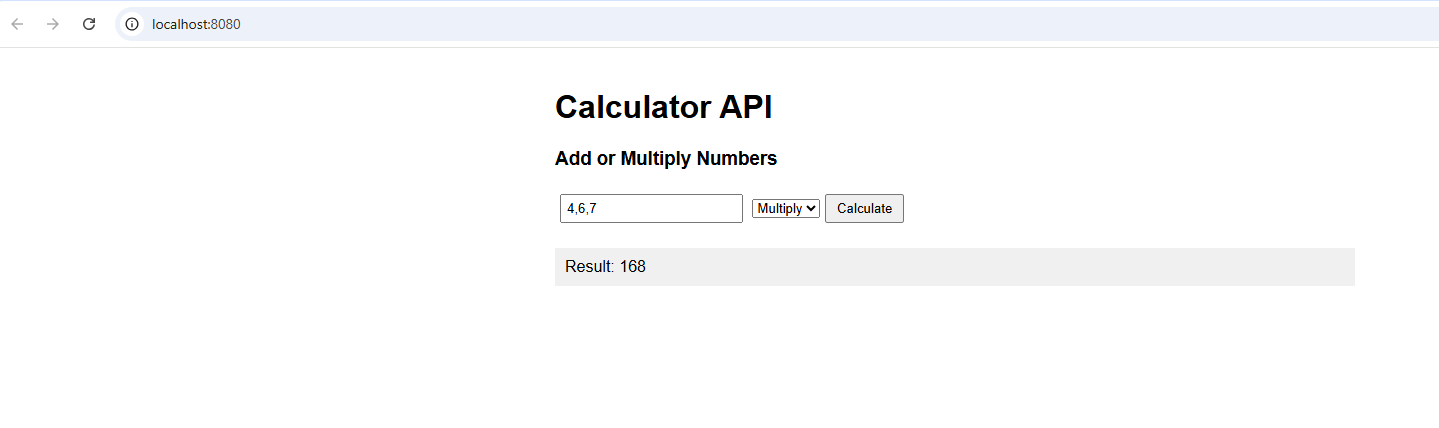 localhost:8080
Calculator API
Add or Multiply Numbers
4,6,7 Multiply Calculate
Result: 168